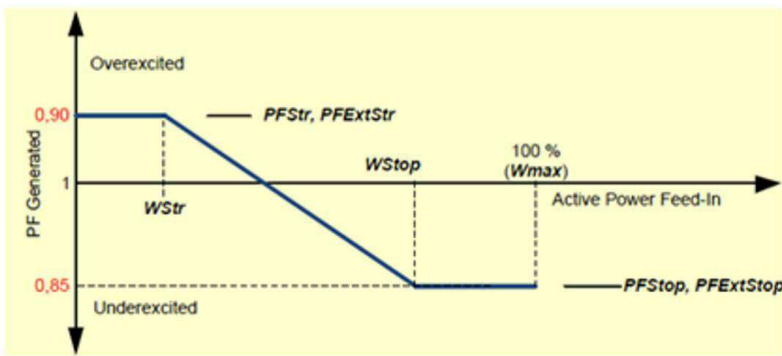 Overexcited
0,90
PFStr, PFExtStr
PF Generated
WStop
100 %
(Wmax)
1
WStr
Active Power Feed-In
0,85
PFStop, PFExtStop
Underexcited